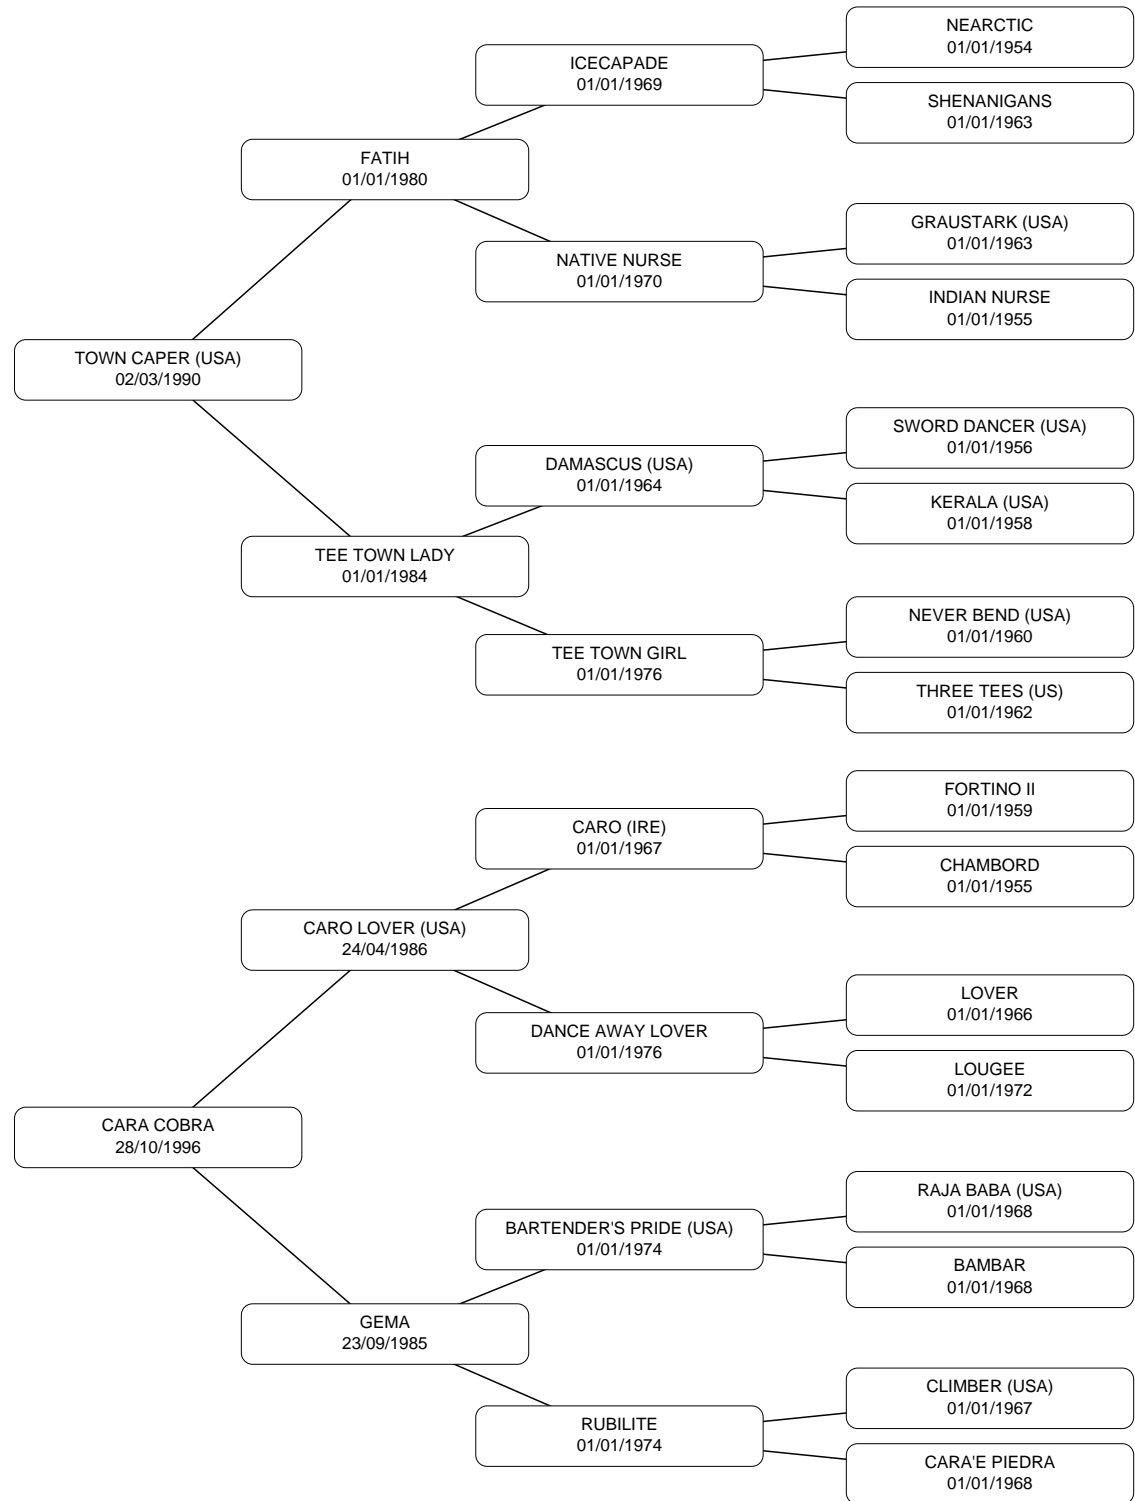 NEARCTIC
01/01/1954
ICECAPADE
01/01/1969
SHENANIGANS
01/01/1963
FATIH
01/01/1980
GRAUSTARK (USA)
01/01/1963
NATIVE NURSE
01/01/1970
INDIAN NURSE
01/01/1955
TOWN CAPER (USA)
02/03/1990
SWORD DANCER (USA)
01/01/1956
DAMASCUS (USA)
01/01/1964
KERALA (USA)
01/01/1958
TEE TOWN LADY
01/01/1984
NEVER BEND (USA)
01/01/1960
TEE TOWN GIRL
01/01/1976
THREE TEES (US)
01/01/1962
FORTINO II
01/01/1959
CARO (IRE)
01/01/1967
CHAMBORD
01/01/1955
CARO LOVER (USA)
24/04/1986
LOVER
01/01/1966
DANCE AWAY LOVER
01/01/1976
LOUGEE
01/01/1972
CARA COBRA
28/10/1996
RAJA BABA (USA)
01/01/1968
BARTENDER'S PRIDE (USA)
01/01/1974
BAMBAR
01/01/1968
GEMA
23/09/1985
CLIMBER (USA)
01/01/1967
RUBILITE
01/01/1974
CARA'E PIEDRA
01/01/1968